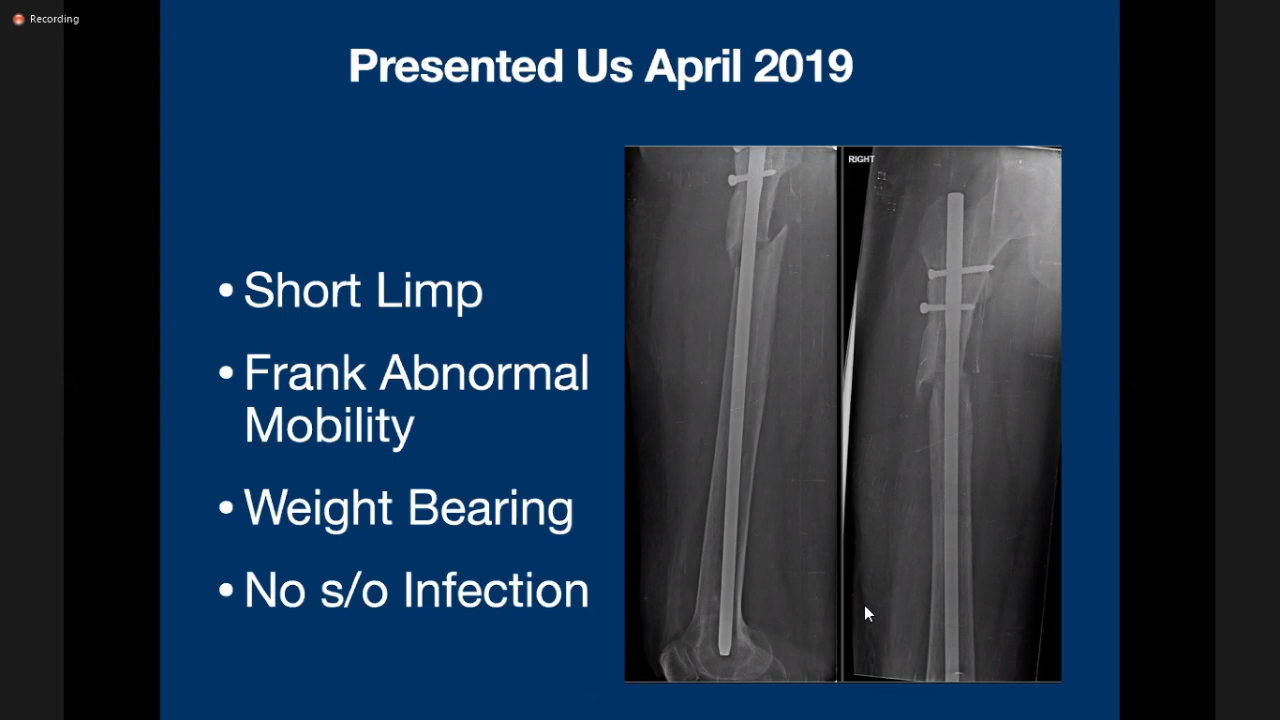 Recording
Presented Us April 2019
• Short Limp
• Frank Abnormal
Mobility
• Weight Bearing
• No s/o Infection
RIGHT